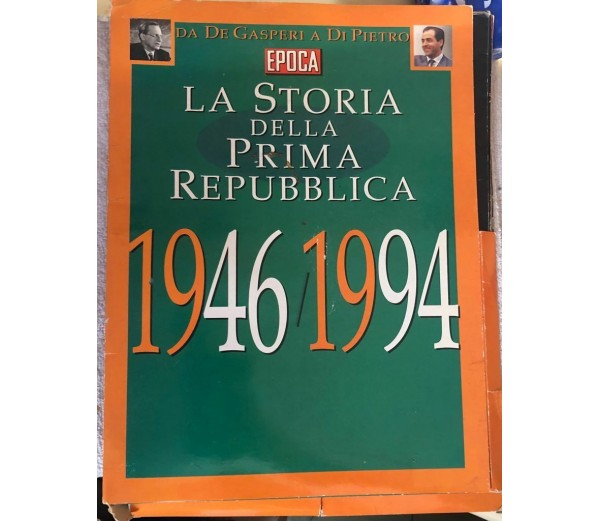 DA DE GASPERI A DI PIETRO
EPOCA
LA STORIA
DELLA
PRIMA
REPUBBLICA
1946/1994